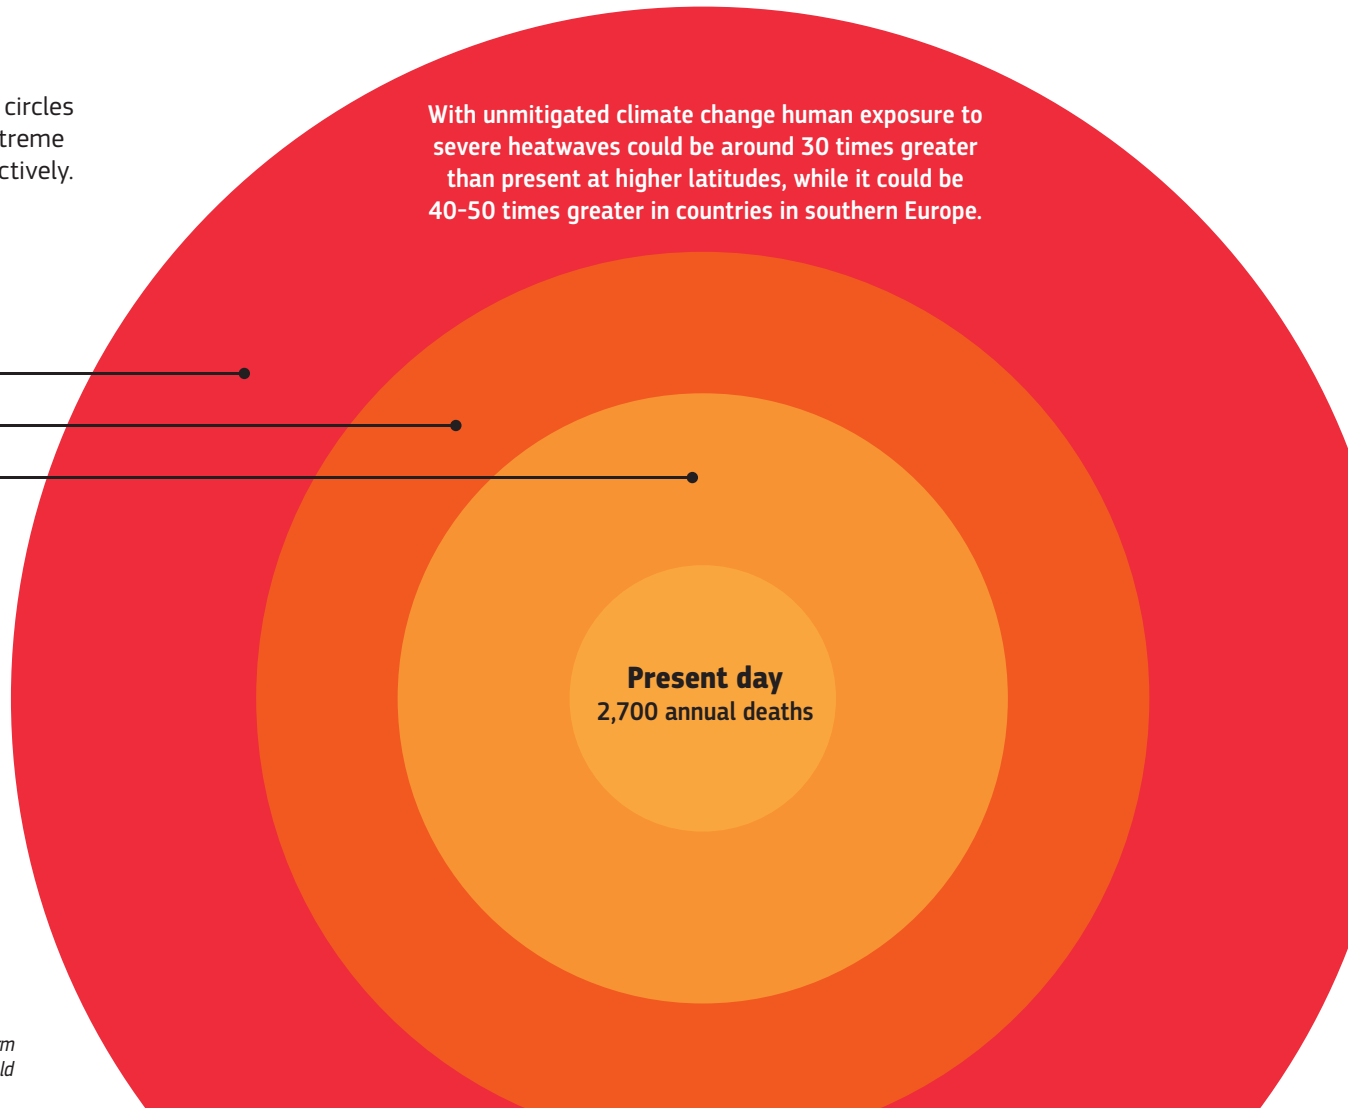 circles
treme
ctively.
With unmitigated climate change human exposure to
severe heatwaves could be around 30 times greater
than present at higher latitudes, while it could be
40-50 times greater in countries in southern Europe.
Present day
2,700 annual deaths
rm
ld